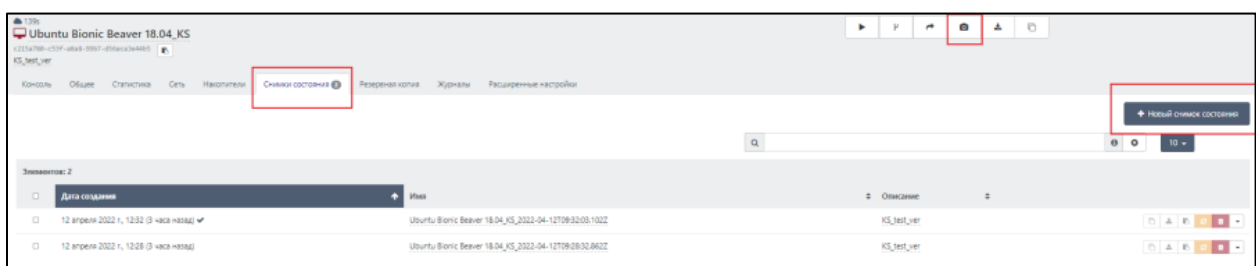 139s
Ubuntu Bionic Beaver 18.04_KS
KS_test_ver
Консоль Общее Статистика Сеть Накопители Снимки состояния 2 Резервная копия Журналы Расширенные настройки
+ Новый снимок состояния
10
Элементов: 2
Дата создания Имя Описание
12 апреля 2022 г., 12:32 (3 часа назад) Ubuntu Bionic Beaver 18.04_KS_2022-04-12T09:32:03.102Z KS_test_ver
12 апреля 2022 г., 12:28 (3 часа назад) Ubuntu Bionic Beaver 18.04_KS_2022-04-12T09:28:32.862Z KS_test_ver